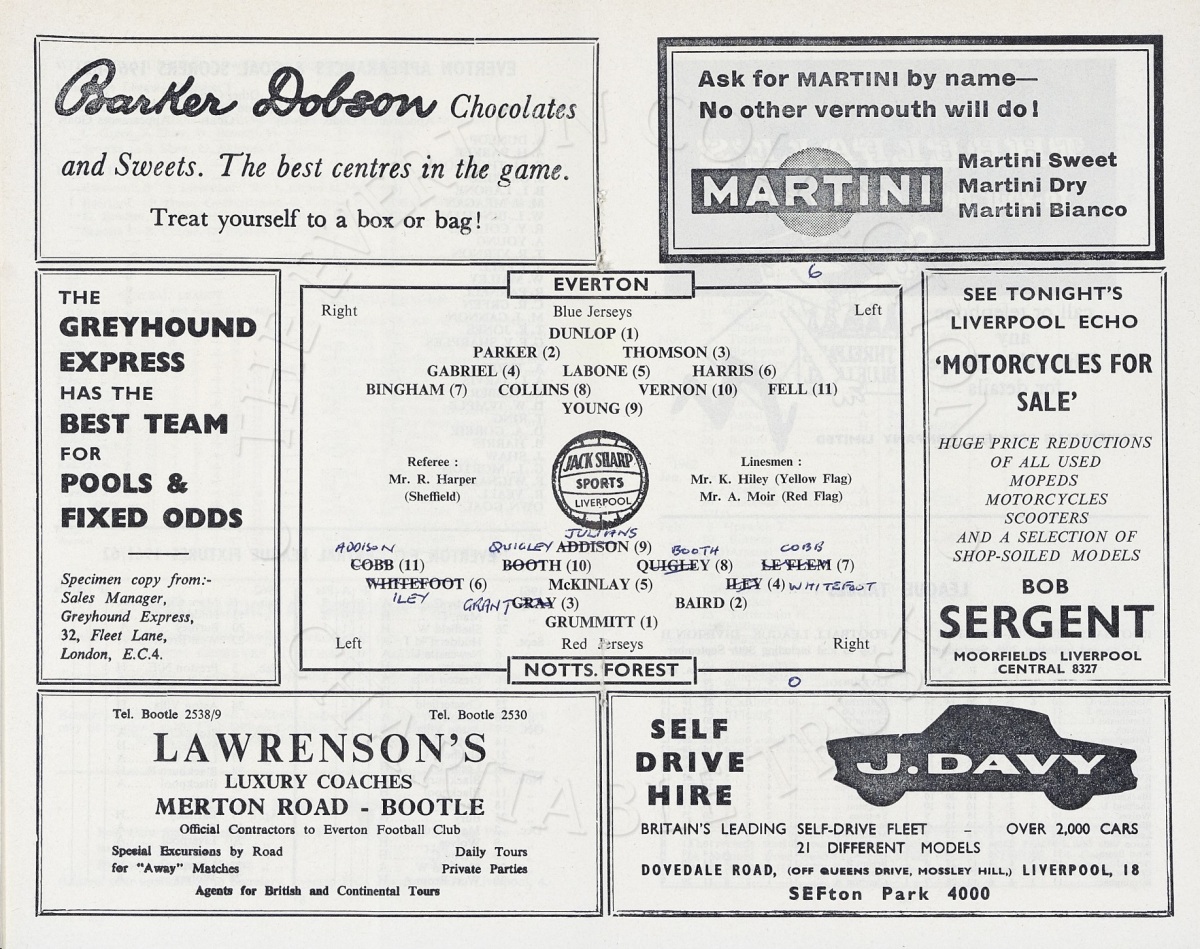 Barker Dobson Chocolates
and Sweets. The best centres in the game.
Treat yourself to a box or bag!
Ask for MARTINI by name—
No other vermouth will do!
MARTINI
Martini Sweet
Martini Dry
Martini Bianco
THE
GREYHOUND
EXPRESS
HAS THE
BEST TEAM
FOR
POOLS &
FIXED ODDS
Specimen copy from:-
Sales Manager,
Greyhound Express,
32, Fleet Lane,
London, E.C.4.
6
EVERTON
Right Blue Jerseys Left
DUNLOP (1)
PARKER (2) THOMSON (3)
GABRIEL (4) LABONE (5) HARRIS (6)
BINGHAM (7) COLLINS (8) VERNON (10) FELL (11)
YOUNG (9)
Referee :
Mr. R. Harper
(Sheffield)
JACK SHARP
SPORTS
LIVERPOOL
Linesmen :
Mr. K. Hiley (Yellow Flag)
Mr. A. Moir (Red Flag)
JULIANS
ADDISON QUIGLEY ADDISON (9) BOOTH COBB
COBB (11) BOOTH (10) QUIGLEY (8) LE FLEM (7)
WHITEFOOT (6) McKINLAY (5) ILEY (4) WHITEFOOT
ILEY GRANT GRAY (3) BAIRD (2)
GRUMMITT (1)
Left Red Jerseys Right
NOTTS. FOREST
0
SEE TONIGHT'S
LIVERPOOL ECHO
'MOTORCYCLES FOR
SALE'
HUGE PRICE REDUCTIONS
OF ALL USED
MOPEDS
MOTORCYCLES
SCOOTERS
AND A SELECTION OF
SHOP-SOILED MODELS
BOB
SERGENT
MOORFIELDS LIVERPOOL
CENTRAL 8327
Tel. Bootle 2538/9 Tel. Bootle 2530
LAWRENSON'S
LUXURY COACHES
MERTON ROAD - BOOTLE
Official Contractors to Everton Football Club
Special Excursions by Road Daily Tours
for "Away" Matches Private Parties
Agents for British and Continental Tours
SELF
DRIVE
HIRE
J. DAVY
BRITAIN'S LEADING SELF-DRIVE FLEET – OVER 2,000 CARS
21 DIFFERENT MODELS
DOVEDALE ROAD, (OFF QUEENS DRIVE, MOSSLEY HILL,) LIVERPOOL, 18
SEFton Park 4000